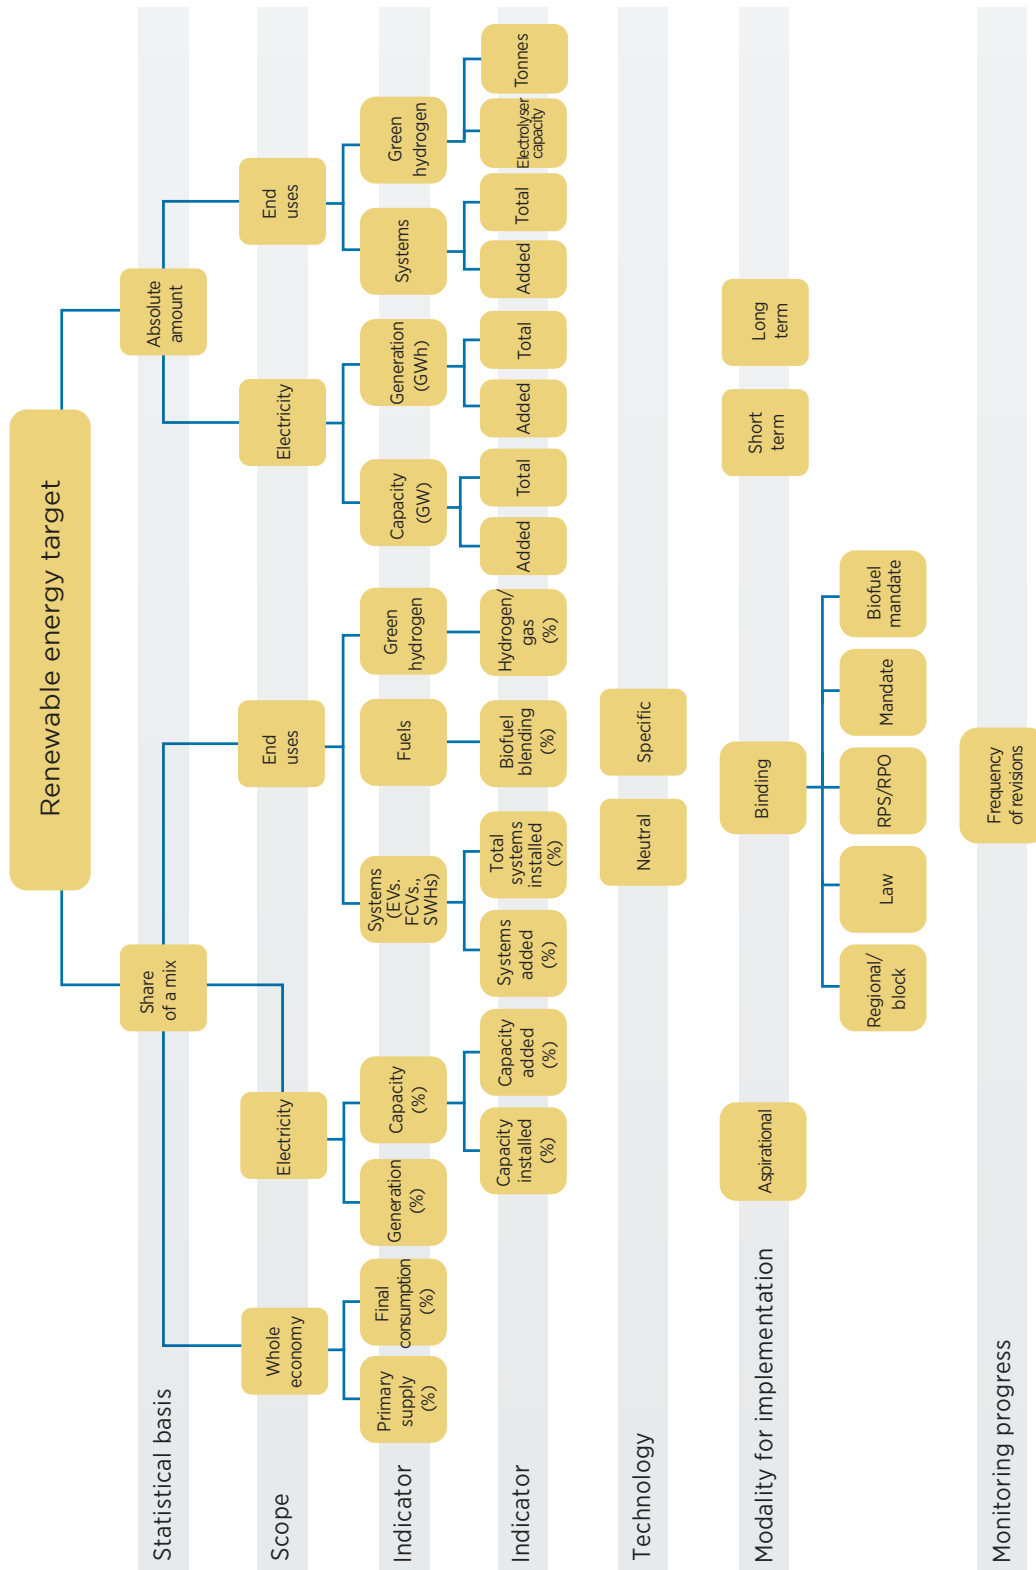 Renewable energy target
Statistical basis
Share
of a mix
Absolute
amount
Scope
Whole
economy
Electricity
End
uses
Electricity
End
uses
Indicator
Primary
supply
(%)
Final
consumption
(%)
Generation
(%)
Capacity
(%)
Systems
(EVs.
FCVs.,
SWHs)
Fuels
Green
hydrogen
Capacity
(GW)
Generation
(GWh)
Systems
Green
hydrogen
Indicator
Capacity
installed
(%)
Capacity
added
(%)
Systems
added
(%)
Total
systems
installed
(%)
Biofuel
blending
(%)
Hydrogen/
gas
(%)
Added
Total
Added
Total
Added
Total
Electrolyser
capacity
Tonnes
Technology
Neutral
Specific
Modality for implementation
Aspirational
Binding
Short
term
Long
term
Regional/
block
Law
RPS/RPO
Mandate
Biofuel
mandate
Monitoring progress
Frequency
of revisions